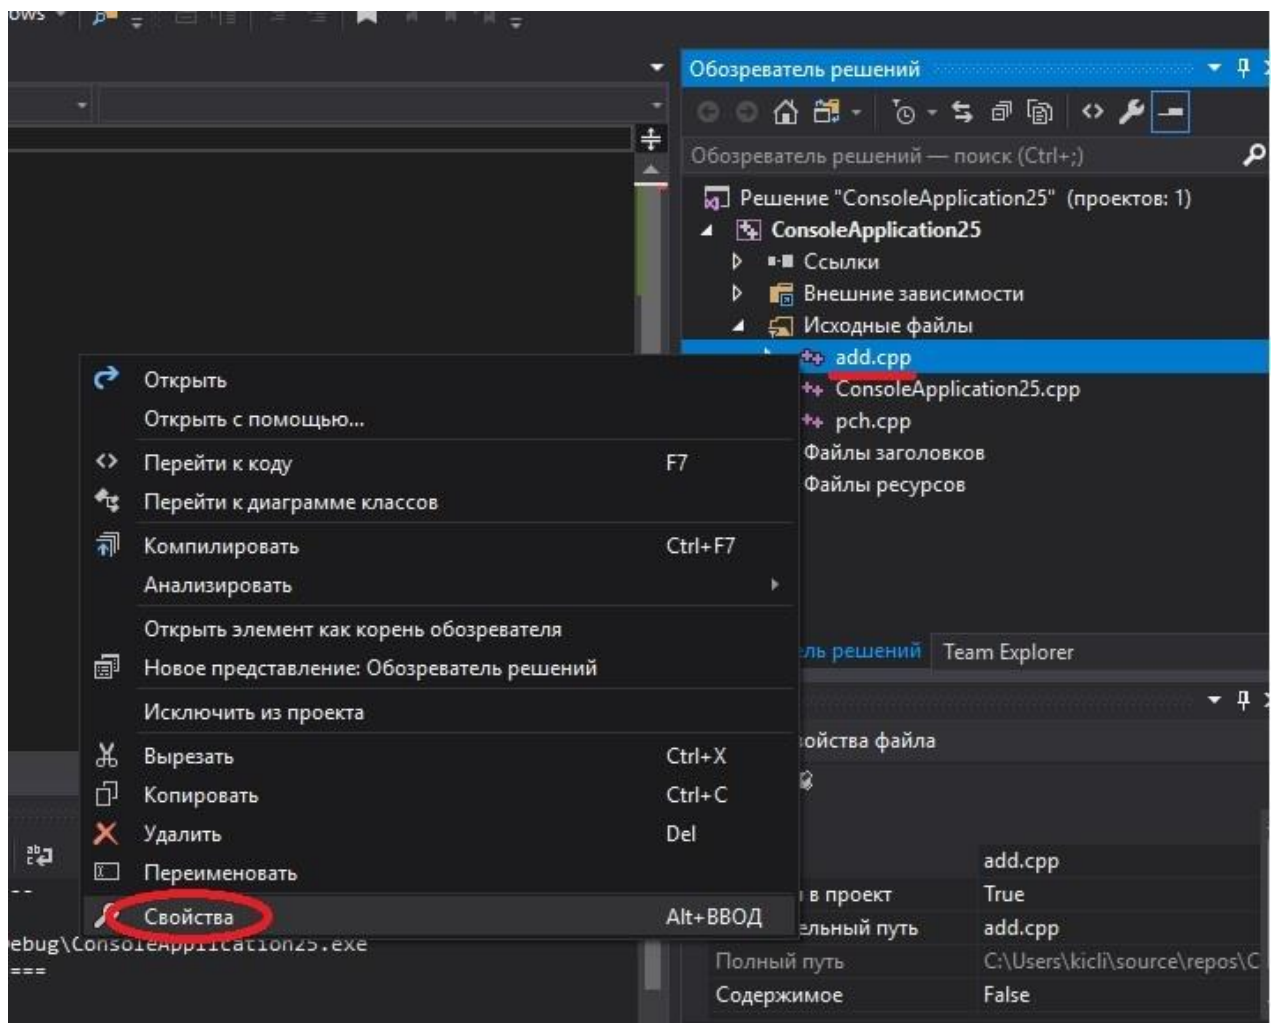 Обозреватель решений
Обозреватель решений — поиск (Ctrl+;)
Решение "ConsoleApplication25" (проектов: 1)
ConsoleApplication25
Ссылки
Внешние зависимости
Исходные файлы
add.cpp
ConsoleApplication25.cpp
pch.cpp
Файлы заголовков
Файлы ресурсов
Открыть
Открыть с помощью...
Перейти к коду F7
Перейти к диаграмме классов
Компилировать Ctrl+F7
Анализировать
Открыть элемент как корень обозревателя
Новое представление: Обозреватель решений
Исключить из проекта
Вырезать Ctrl+X
Копировать Ctrl+C
Удалить Del
Переименовать
Свойства Alt+ВВОД
ebug\ConsoleApplication25.exe
===
ль решений Team Explorer
ойства файла
add.cpp
в проект True
ельный путь add.cpp
Полный путь C:\Users\kicli\source\repos\C
Содержимое False